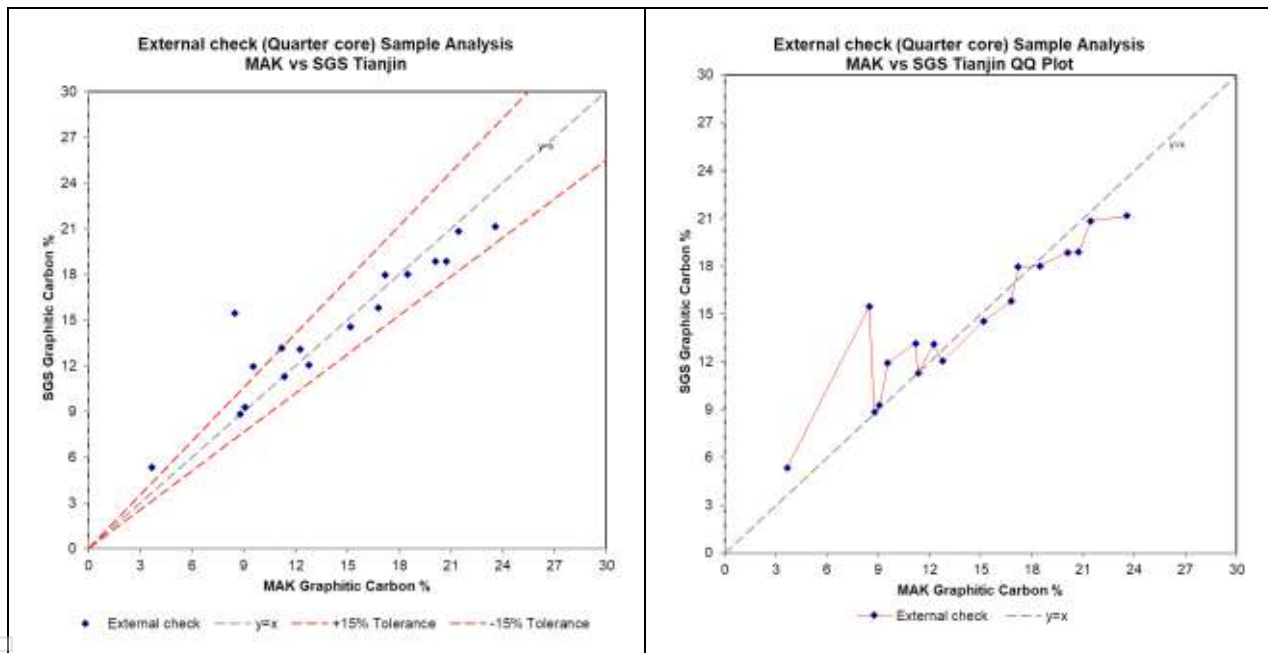 External check (Quarter core) Sample Analysis
MAK vs SGS Tianjin
30
27
24
21
18
15
12
9
6
3
0
SGS Graphitic Carbon %
y=x
0 3 6 9 12 15 18 21 24 27 30
MAK Graphitic Carbon %
External check y=x +15% Tolerance -15% Tolerance
External check (Quarter core) Sample Analysis
MAK vs SGS Tianjin QQ Plot
30
27
24
21
18
15
12
9
6
3
0
SGS Graphitic Carbon %
y=x
0 3 6 9 12 15 18 21 24 27 30
MAK Graphitic Carbon %
External check y=x